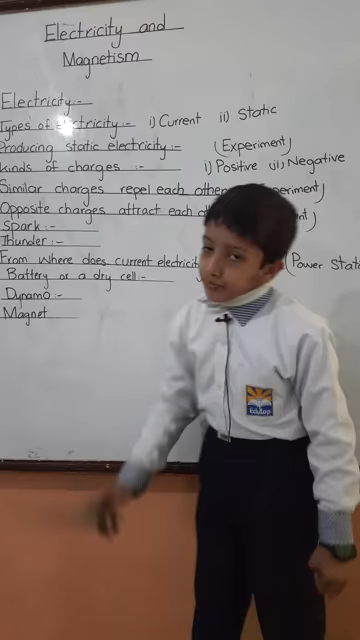 Electricity and
Magnetism
Electricity:-
Types of electricity:- i) Current ii) Static
Producing static electricity:- (Experiment)
Kinds of charges :- i) Positive ii) Negative
Similar charges repel each other
Opposite charges attract each
Spark:-
Thunder:-
From where does current (Power
Battery or a dry cell:-
Dynamo:-
Magnet